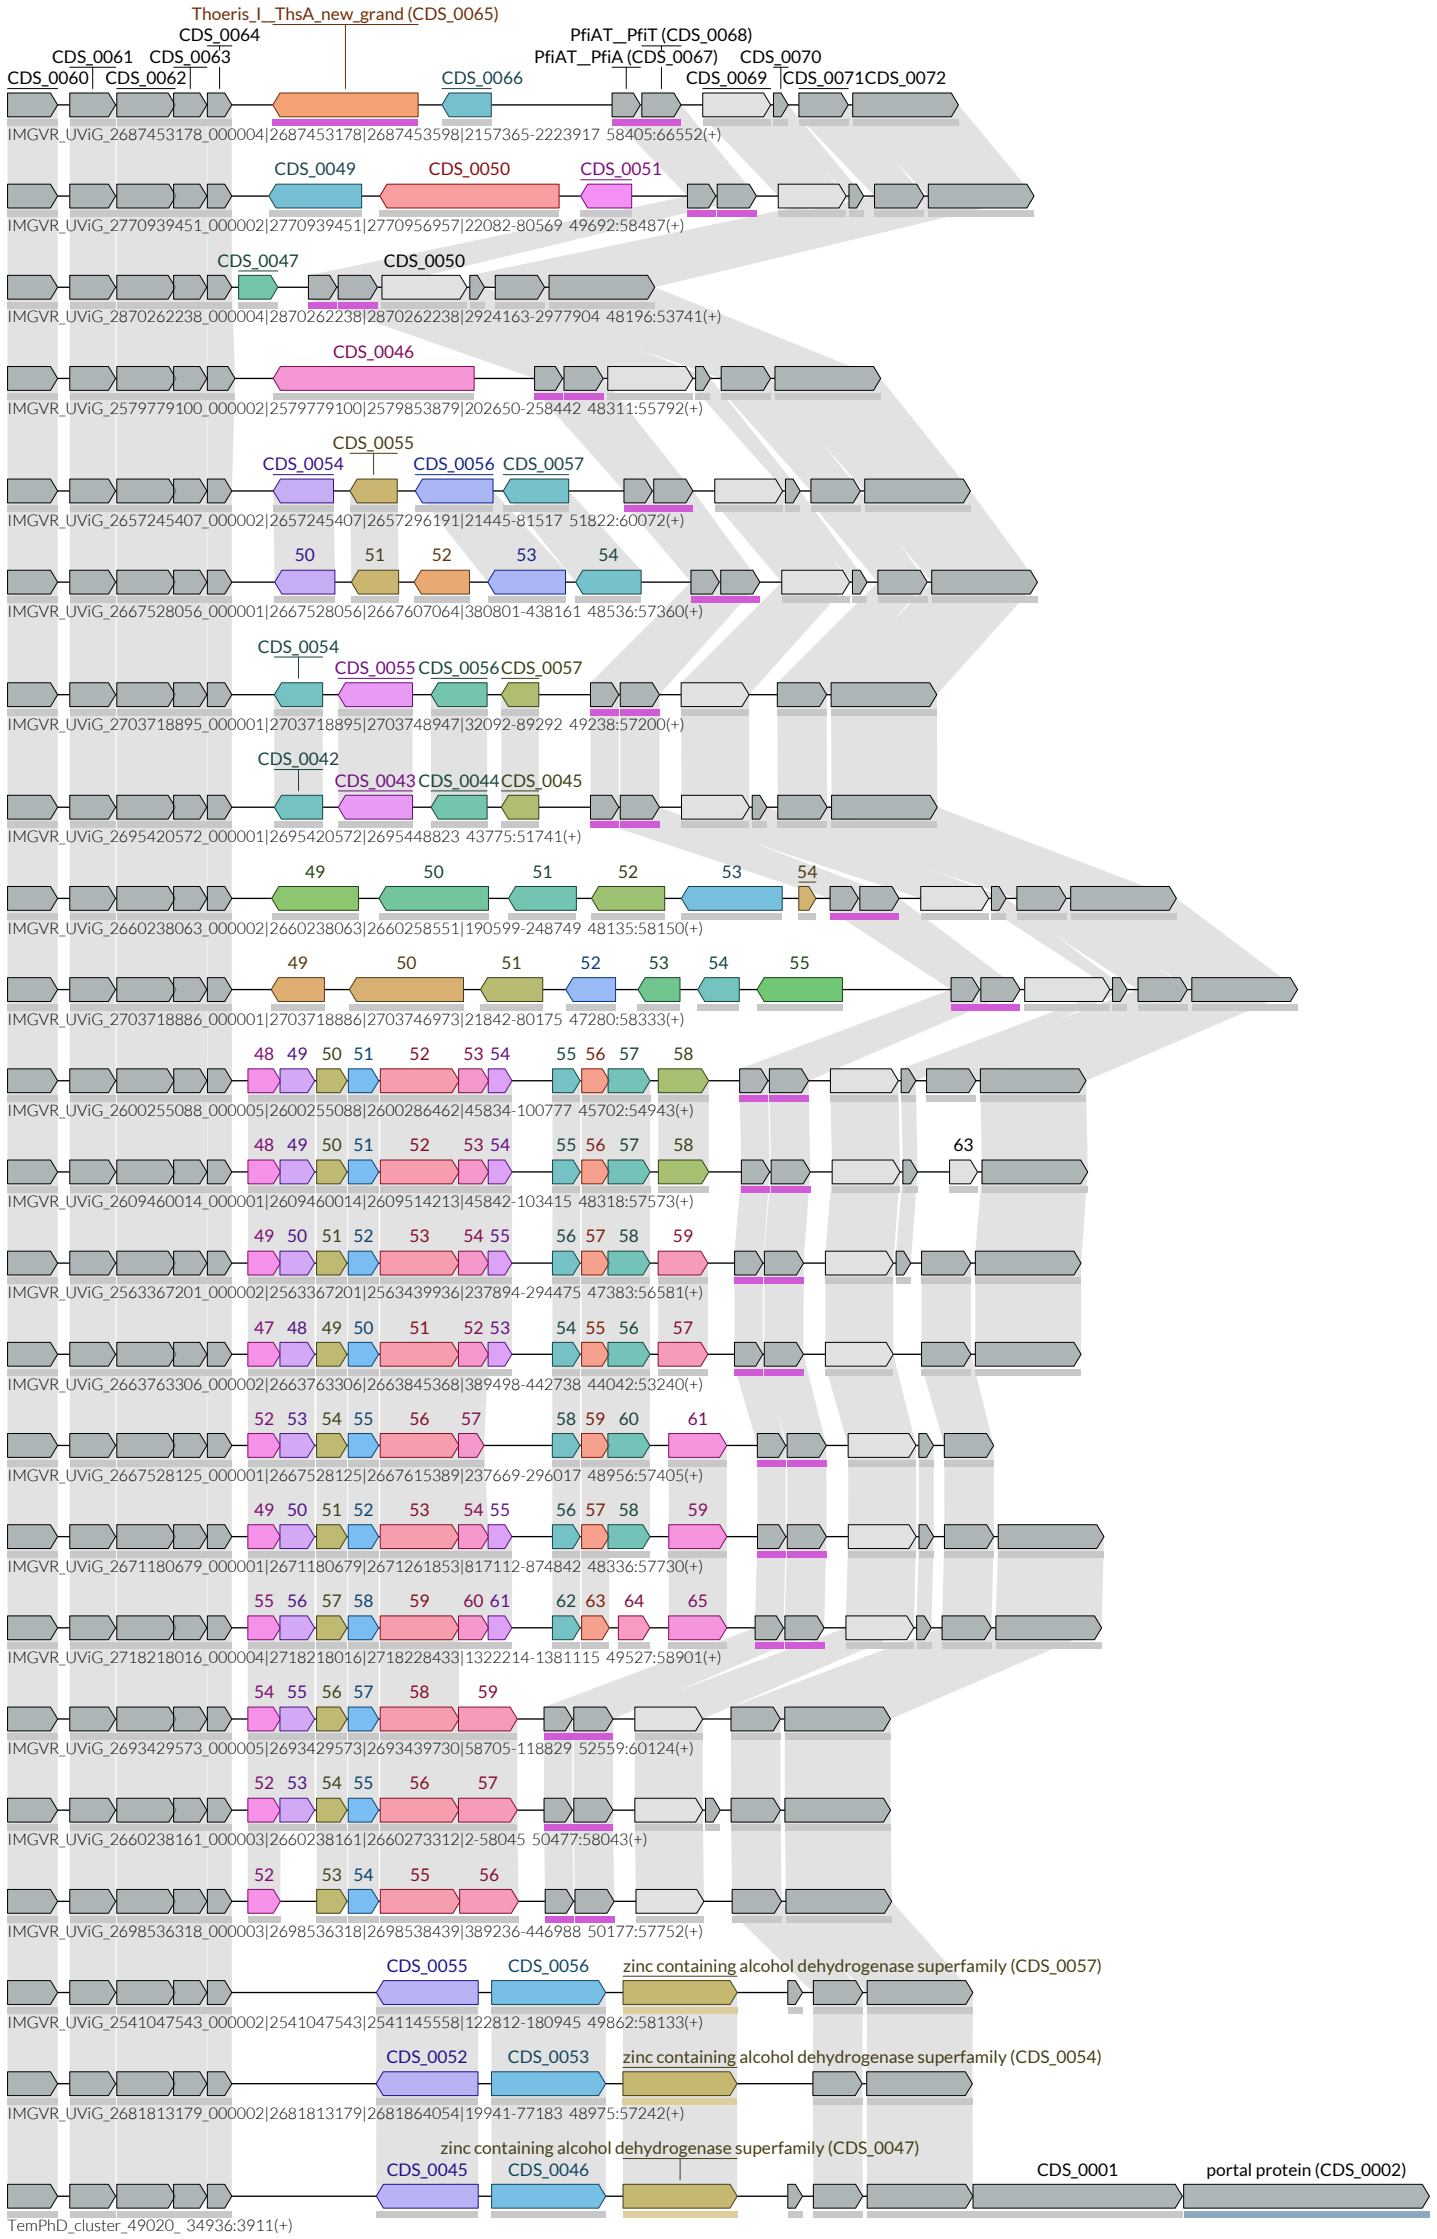 Thoeris_I__ThsA_new_grand (CDS_0065)
CDS_0064 PfiAT__PfiT (CDS_0068)
CDS_0061 CDS_0063 PfiAT__PfiA (CDS_0067) CDS_0070
CDS_0060 CDS_0062 CDS_0066 CDS_0069 CDS_0071 CDS_0072
IMGVR_UViG_2687453178_000004|2687453178|2687453598|2157365-2223917 58405:66552(+)
CDS_0049 CDS_0050 CDS_0051
IMGVR_UViG_2770939451_000002|2770939451|2770956957|22082-80569 49692:58487(+)
CDS_0047 CDS_0050
IMGVR_UViG_2870262238_000004|2870262238|2870262238|2924163-2977904 48196:53741(+)
CDS_0046
IMGVR_UViG_2579779100_000002|2579779100|2579853879|202650-258442 48311:55792(+)
CDS_0055
CDS_0054 CDS_0056 CDS_0057
IMGVR_UViG_2657245407_000002|2657245407|2657296191|21445-81517 51822:60072(+)
50 51 52 53 54
IMGVR_UViG_2667528056_000001|2667528056|2667607064|380801-438161 48536:57360(+)
CDS_0054
CDS_0055 CDS_0056 CDS_0057
IMGVR_UViG_2703718895_000001|2703718895|2703748947|32092-89292 49238:57200(+)
CDS_0042
CDS_0043 CDS_0044 CDS_0045
IMGVR_UViG_2695420572_000001|2695420572|2695448823 43775:51741(+)
49 50 51 52 53 54
IMGVR_UViG_2660238063_000002|2660238063|2660258551|190599-248749 48135:58150(+)
49 50 51 52 53 54 55
IMGVR_UViG_2703718886_000001|2703718886|2703746973|21842-80175 47280:58333(+)
48 49 50 51 52 53 54 55 56 57 58
IMGVR_UViG_2600255088_000005|2600255088|2600286462|45834-100777 45702:54943(+)
48 49 50 51 52 53 54 55 56 57 58 63
IMGVR_UViG_2609460014_000001|2609460014|2609514213|45842-103415 48318:57573(+)
49 50 51 52 53 54 55 56 57 58 59
IMGVR_UViG_2563367201_000002|2563367201|2563439936|237894-294475 47383:56581(+)
47 48 49 50 51 52 53 54 55 56 57
IMGVR_UViG_2663763306_000002|2663763306|2663845368|389498-442738 44042:53240(+)
52 53 54 55 56 57 58 59 60 61
IMGVR_UViG_2667528125_000001|2667528125|2667615389|237669-296017 48956:57405(+)
49 50 51 52 53 54 55 56 57 58 59
IMGVR_UViG_2671180679_000001|2671180679|2671261853|817112-874842 48336:57730(+)
55 56 57 58 59 60 61 62 63 64 65
IMGVR_UViG_2718218016_000004|2718218016|2718228433|1322214-1381115 49527:58901(+)
54 55 56 57 58 59
IMGVR_UViG_2693429573_000005|2693429573|2693439730|58705-118829 52559:60124(+)
52 53 54 55 56 57
IMGVR_UViG_2660238161_000003|2660238161|2660273312|2-58045 50477:58043(+)
52 53 54 55 56
IMGVR_UViG_2698536318_000003|2698536318|2698538439|389236-446988 50177:57752(+)
CDS_0055 CDS_0056 zinc containing alcohol dehydrogenase superfamily (CDS_0057)
IMGVR_UViG_2541047543_000002|2541047543|2541145558|122812-180945 49862:58133(+)
CDS_0052 CDS_0053 zinc containing alcohol dehydrogenase superfamily (CDS_0054)
IMGVR_UViG_2681813179_000002|2681813179|2681864054|19941-77183 48975:57242(+)
zinc containing alcohol dehydrogenase superfamily (CDS_0047)
CDS_0045 CDS_0046 CDS_0001 portal protein (CDS_0002)
TemPhD_cluster_49020_ 34936:3911(+)